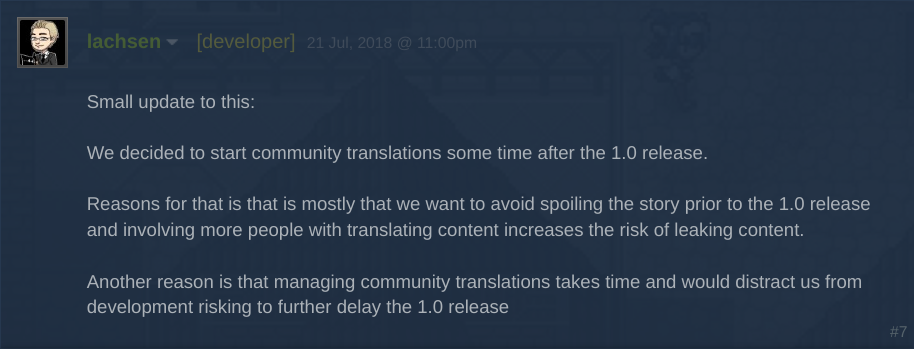 lachsen [developer] 21 Jul, 2018 @ 11:00pm
Small update to this:
We decided to start community translations some time after the 1.0 release.
Reasons for that is that is mostly that we want to avoid spoiling the story prior to the 1.0 release
and involving more people with translating content increases the risk of leaking content.
Another reason is that managing community translations takes time and would distract us from
development risking to further delay the 1.0 release
#7